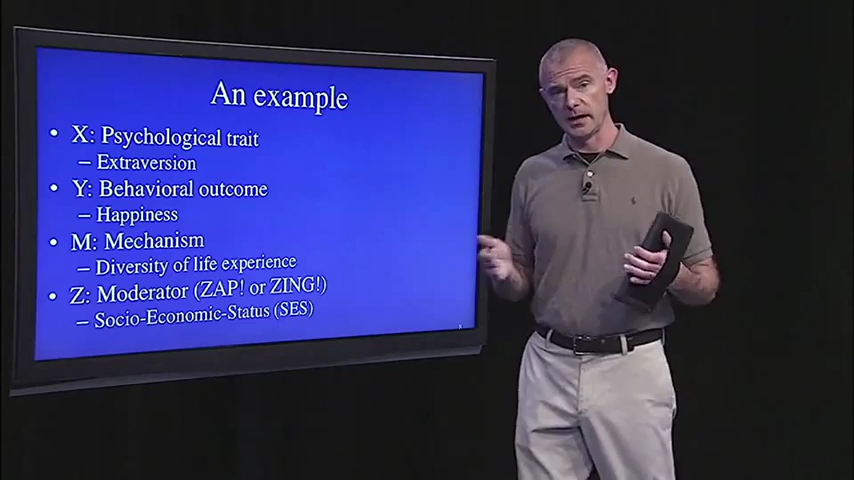 An example
• X: Psychological trait
– Extraversion
• Y: Behavioral outcome
– Happiness
• M: Mechanism
– Diversity of life experience
• Z: Moderator (ZAP! or ZING!)
– Socio-Economic-Status (SES)